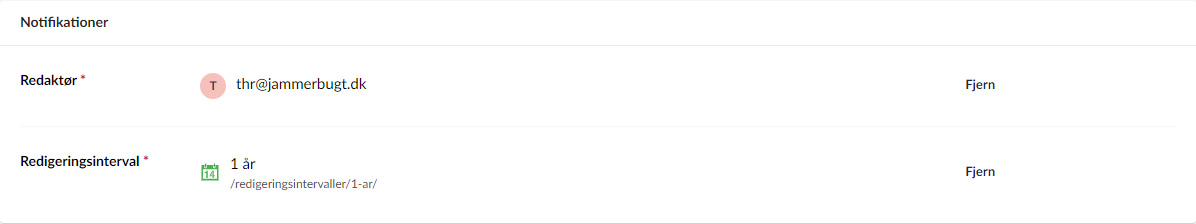 Notifikationer
Redaktør *
T
thr@jammerbugt.dk
Fjern
Redigeringsinterval *
14
1 år
/redigeringsintervaller/1-ar/
Fjern